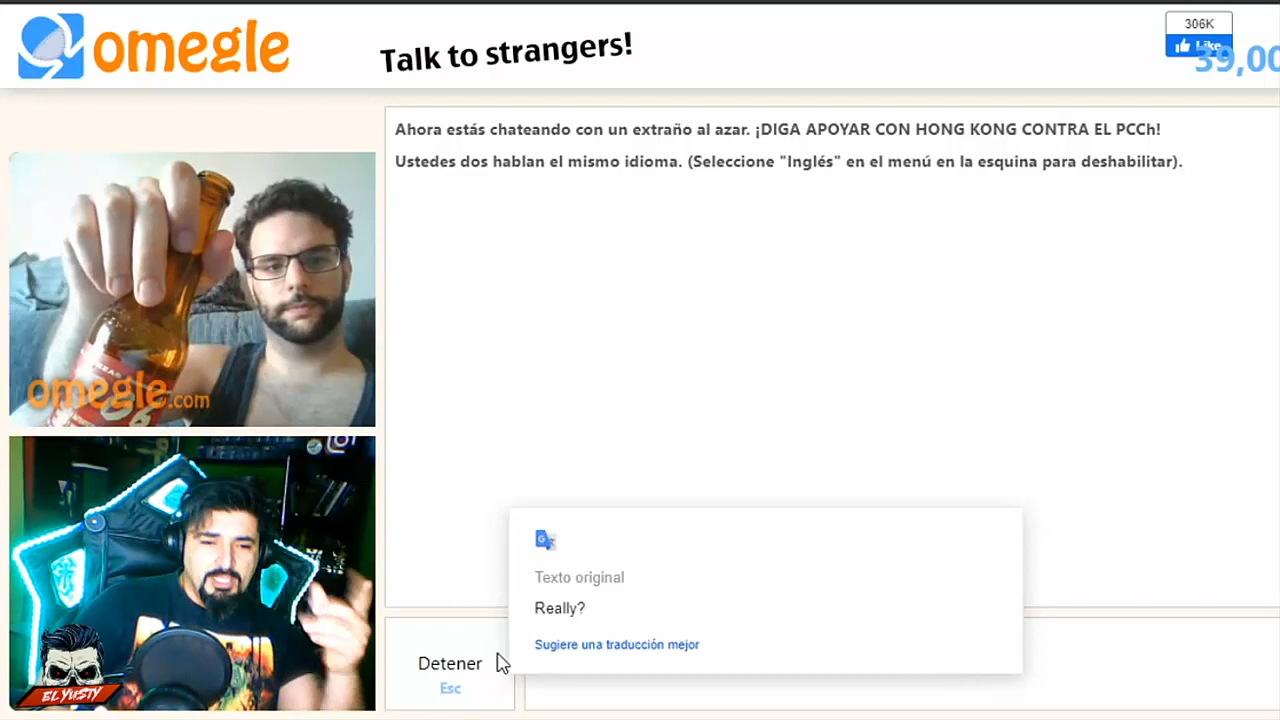 omegle
Talk to strangers!
306K
Like
39,00
Ahora estás chateando con un extraño al azar. ¡DIGA APOYAR CON HONG KONG CONTRA EL PCCh!
Ustedes dos hablan el mismo idioma. (Seleccione "Inglés" en el menú en la esquina para deshabilitar).
omegle.com
66
Texto original
Really?
Sugiere una traducción mejor
Detener
Esc
EL YUSTY